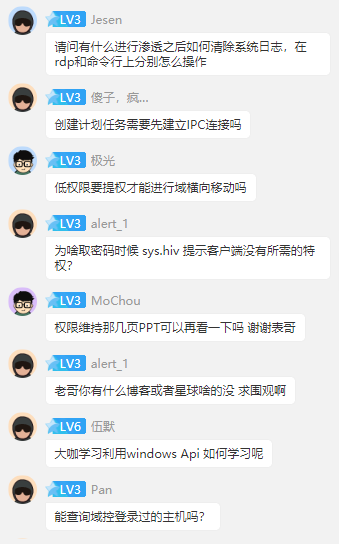 LV3 Jesen
请问有什么进行渗透之后如何清除系统日志，在
rdp和命令行上分别怎么操作
LV3 傻子，疯...
创建计划任务需要先建立IPC连接吗
LV3 极光
低权限要提权才能进行域横向移动吗
LV3 alert_1
为啥取密码时候 sys.hiv 提示客户端没有所需的特
权?
LV3 MoChou
权限维持那几页PPT可以再看一下吗 谢谢表哥
LV3 alert_1
老哥你有什么博客或者星球啥的没 求围观啊
LV6 伍默
大咖学习利用windows Api 如何学习呢
LV3 Pan
能查询域控登录过的主机吗?